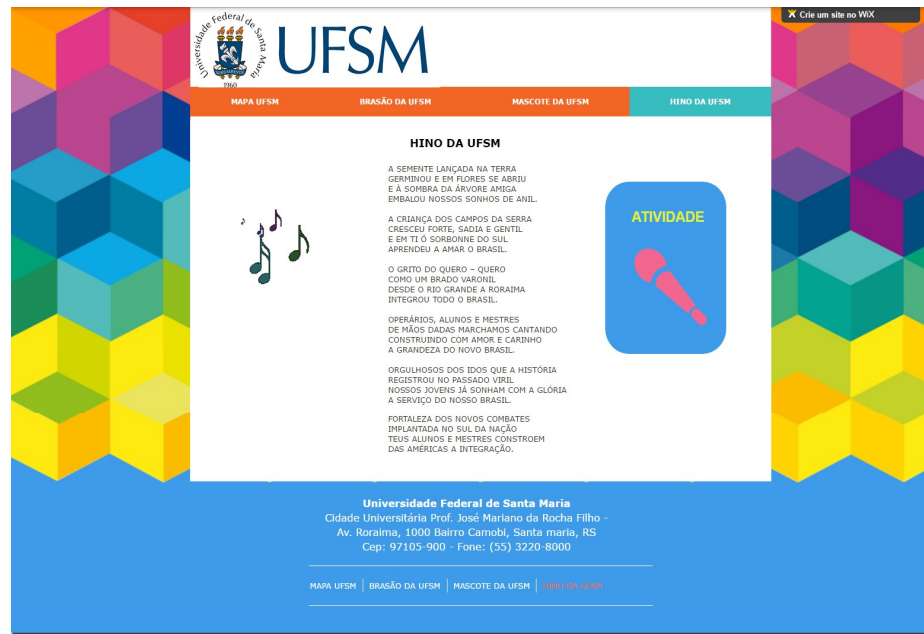 Crie um site no WiX
Universidade Federal de Santa Maria
1960
UFSM
MAPA UFSM
BRASÃO DA UFSM
MASCOTE DA UFSM
HINO DA UFSM
HINO DA UFSM
A SEMENTE LANÇADA NA TERRA
GERMINOU E EM FLORES SE ABRIU
E À SOMBRA DA ÁRVORE AMIGA
EMBALOU NOSSOS SONHOS DE ANIL.
A CRIANÇA DOS CAMPOS DA SERRA
CRESCEU FORTE, SADIA E GENTIL
E EM TI Ó SORBONNE DO SUL
APRENDEU A AMAR O BRASIL.
O GRITO DO QUERO – QUERO
COMO UM BRADO VARONIL
DESDE O RIO GRANDE A RORAIMA
INTEGROU TODO O BRASIL.
OPERÁRIOS, ALUNOS E MESTRES
DE MÃOS DADAS MARCHAMOS CANTANDO
CONSTRUINDO COM AMOR E CARINHO
A GRANDEZA DO NOVO BRASIL.
ORGULHOSOS DOS IDOS QUE A HISTÓRIA
REGISTROU NO PASSADO VIRIL
NOSSOS JOVENS JÁ SONHAM COM A GLÓRIA
A SERVIÇO DO NOSSO BRASIL.
FORTALEZA DOS NOVOS COMBATES
IMPLANTADA NO SUL DA NAÇÃO
TEUS ALUNOS E MESTRES CONSTROEM
DAS AMÉRICAS A INTEGRAÇÃO.
ATIVIDADE
Universidade Federal de Santa Maria
Cidade Universitária Prof. José Mariano da Rocha Filho -
Av. Roraima, 1000 Bairro Camobi, Santa maria, RS
Cep: 97105-900 - Fone: (55) 3220-8000
MAPA UFSM
BRASÃO DA UFSM
MASCOTE DA UFSM
HINO DA UFSM